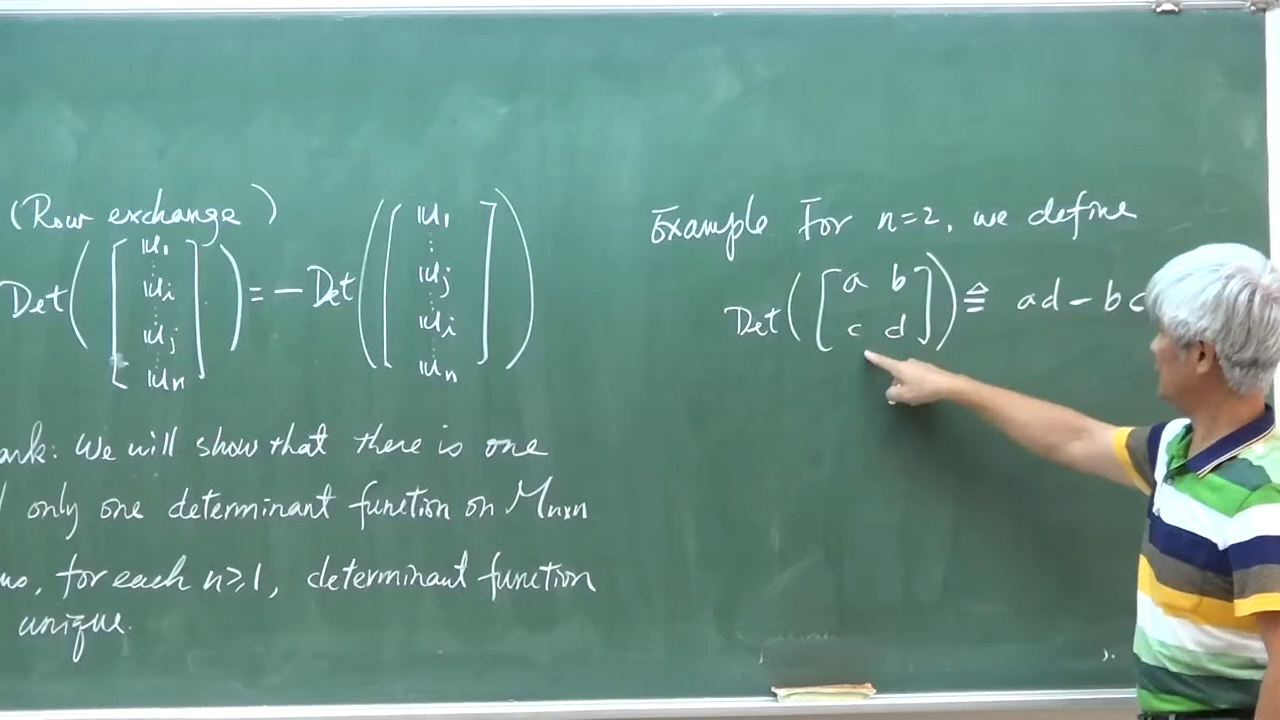 (Row exchange)
Det([u₁ ⋮ uᵢ ⋮ uⱼ ⋮ uₙ]) = - Det([u₁ ⋮ uⱼ ⋮ uᵢ ⋮ uₙ])
ark: We will show that there is one
only one determinant function on Mₙₓₙ
for each n≥1, determinant function
unique.
Example For n=2, we define
Det([a b
c d]) ≙ ad - bc